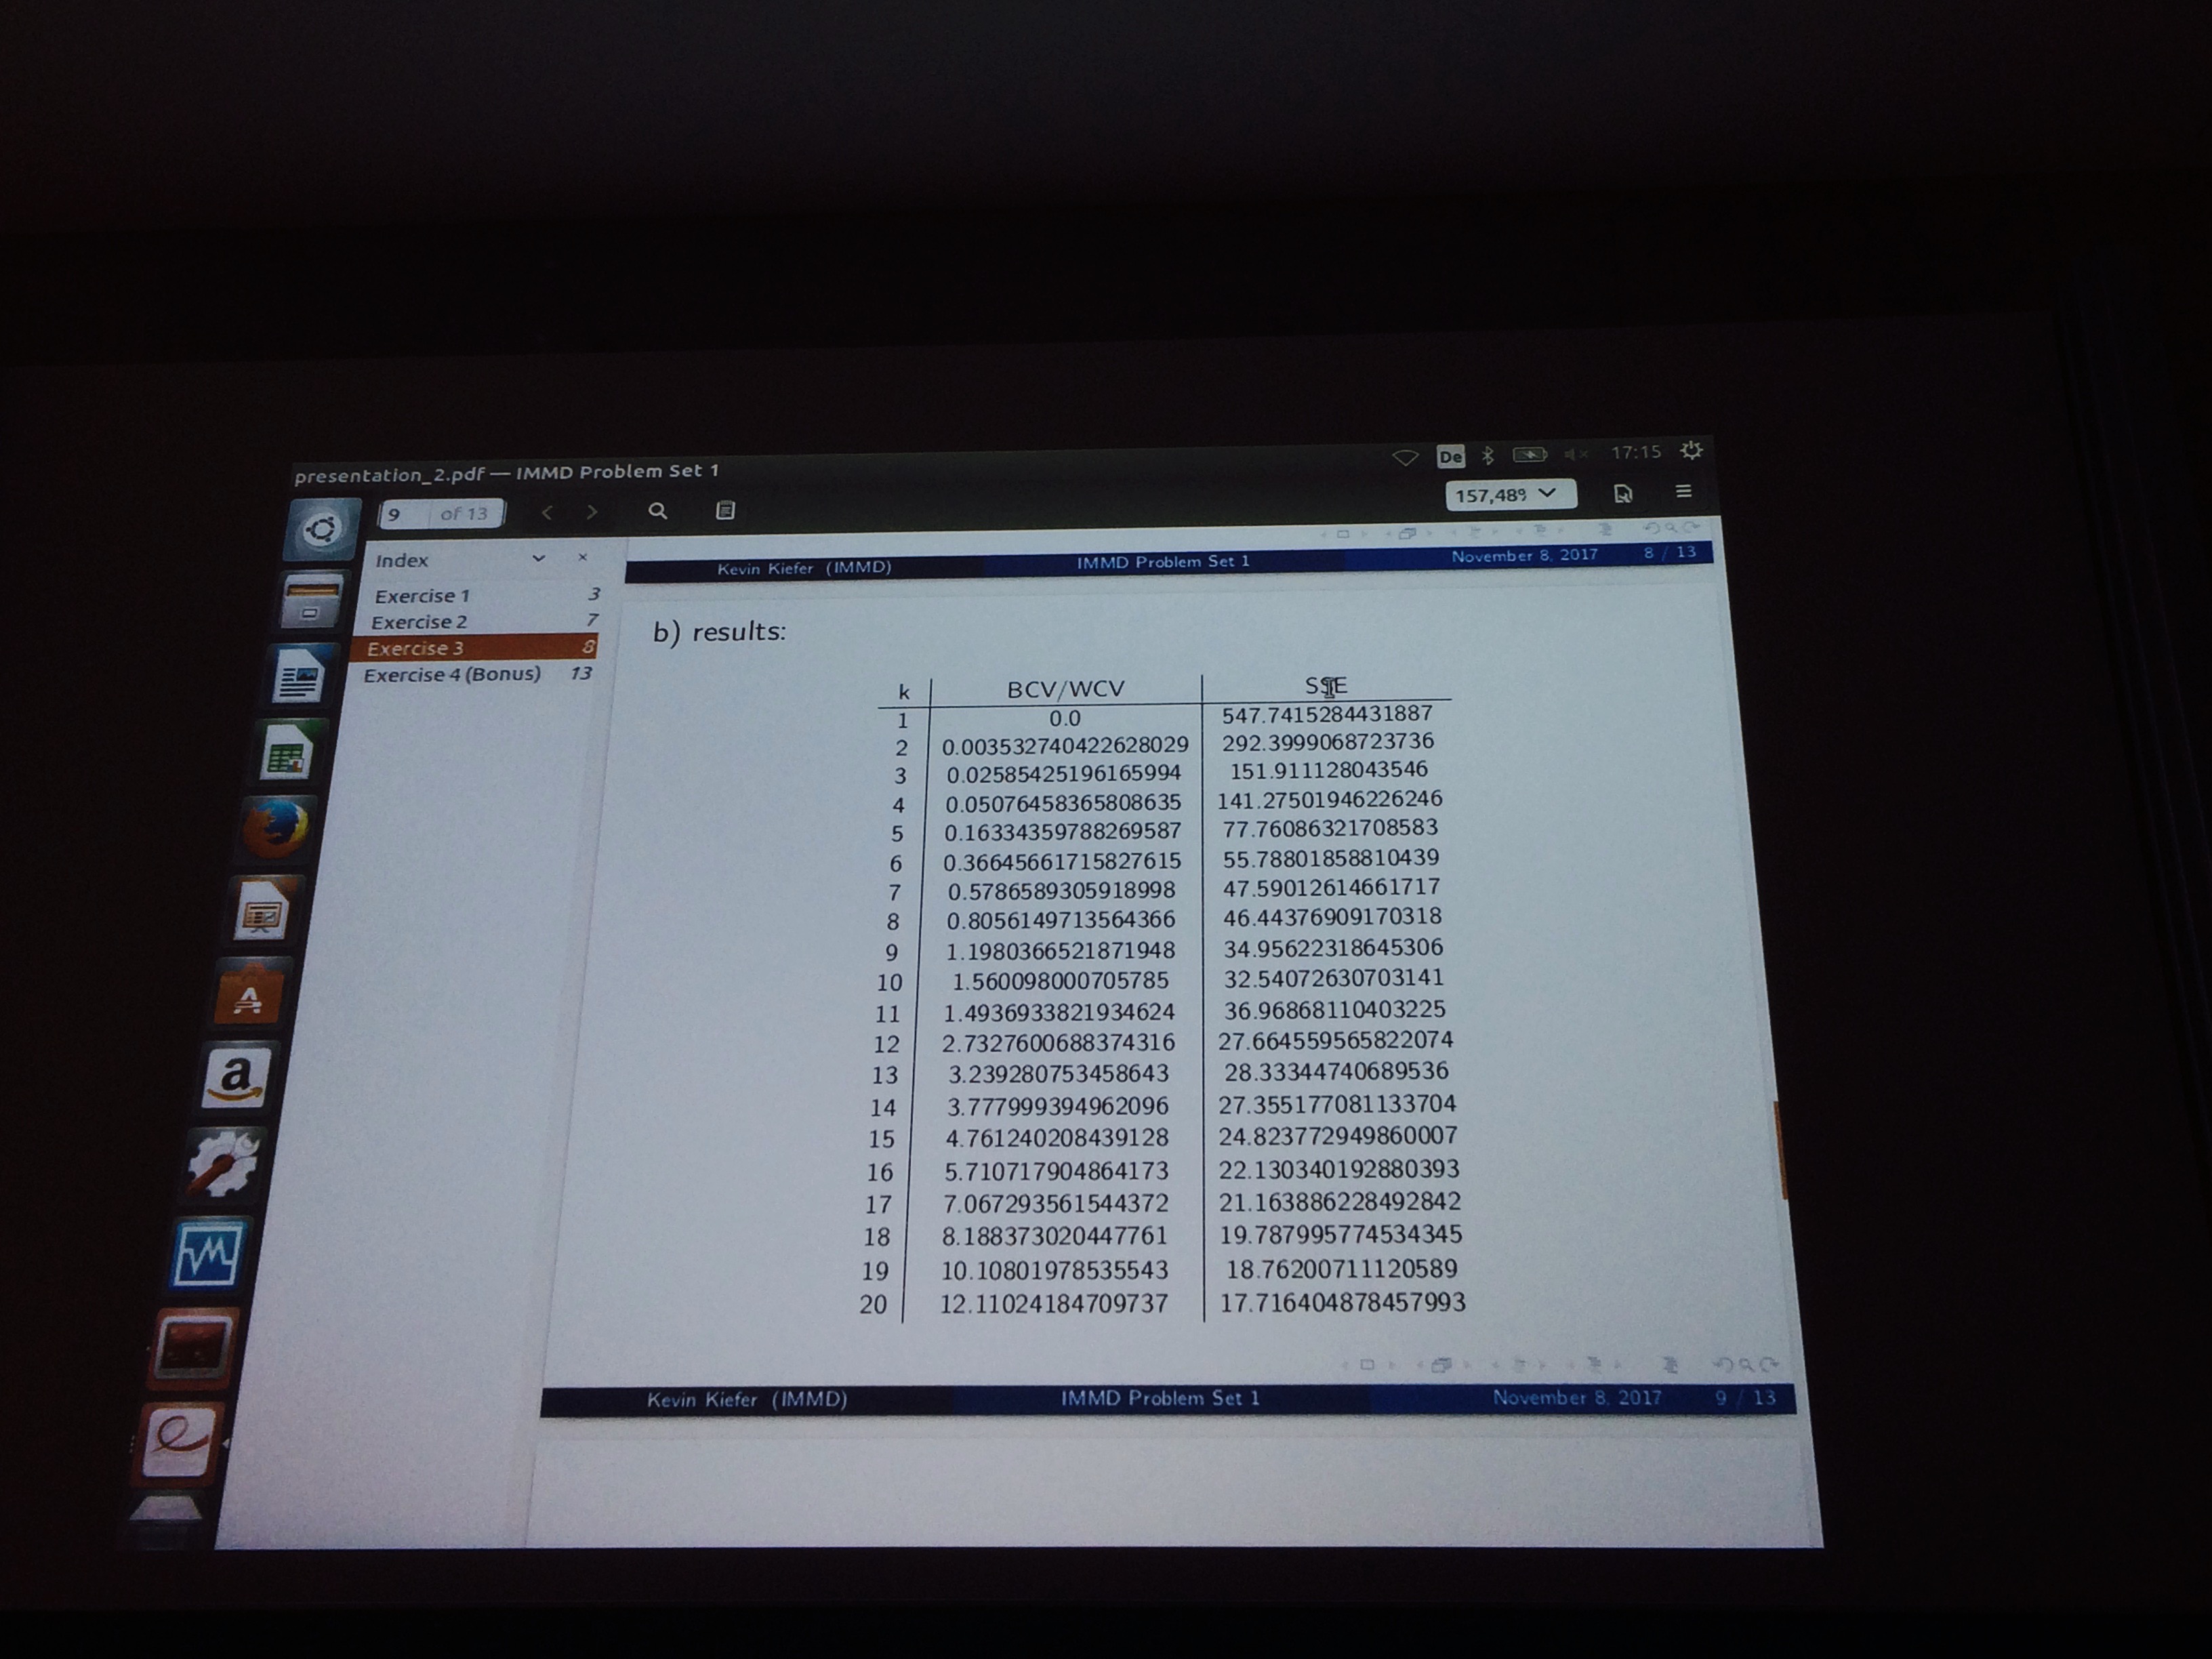 presentation_2.pdf — IMMD Problem Set 1
De 17:15
9 of 13
157,48%
Index
Exercise 1 3
Exercise 2 7
Exercise 3 8
Exercise 4 (Bonus) 13
Kevin Kiefer (IMMD) IMMD Problem Set 1 November 8, 2017 8 / 13
b) results:
k BCV/WCV SSE
1 0.0 547.7415284431887
2 0.003532740422628029 292.3999068723736
3 0.02585425196165994 151.911128043546
4 0.05076458365808635 141.27501946226246
5 0.16334359788269587 77.76086321708583
6 0.36645661715827615 55.78801858810439
7 0.5786589305918998 47.59012614661717
8 0.8056149713564366 46.44376909170318
9 1.1980366521871948 34.95622318645306
10 1.560098000705785 32.54072630703141
11 1.4936933821934624 36.96868110403225
12 2.7327600688374316 27.664559565822074
13 3.239280753458643 28.33344740689536
14 3.777999394962096 27.355177081133704
15 4.761240208439128 24.823772949860007
16 5.710717904864173 22.130340192880393
17 7.067293561544372 21.163886228492842
18 8.188373020447761 19.787995774534345
19 10.10801978535543 18.76200711120589
20 12.11024184709737 17.716404878457993
Kevin Kiefer (IMMD) IMMD Problem Set 1 November 8, 2017 9 / 13